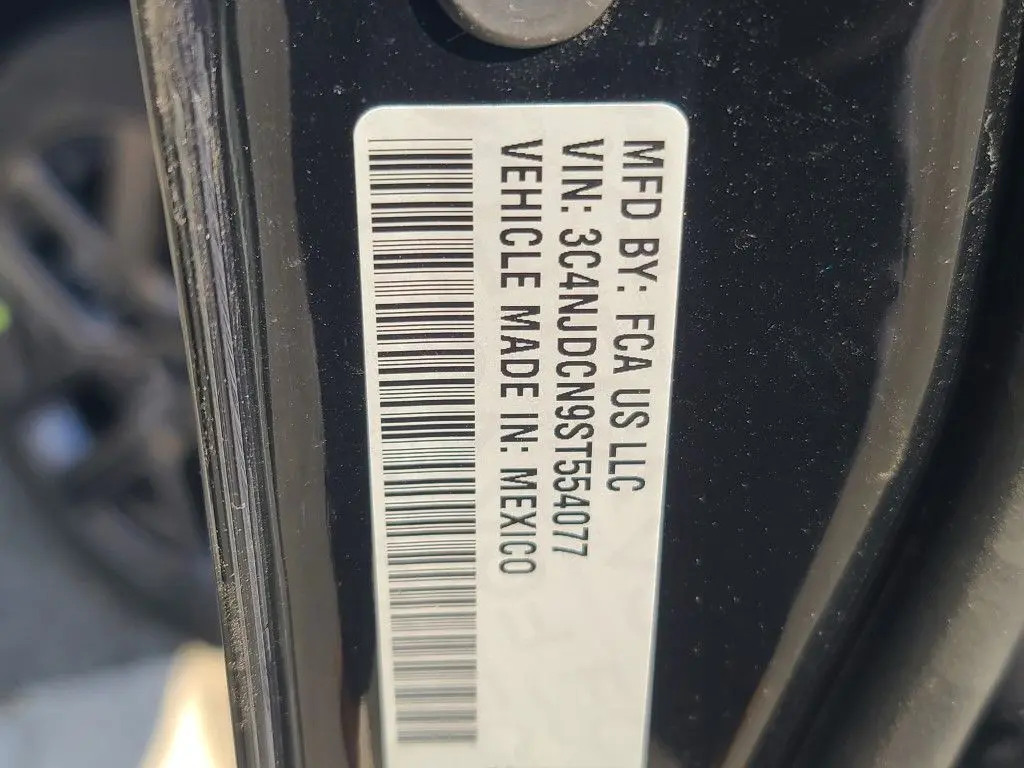 MFD BY: FCA US LLC
VIN: 3C4NJDCN9ST554077
VEHICLE MADE IN: MEXICO